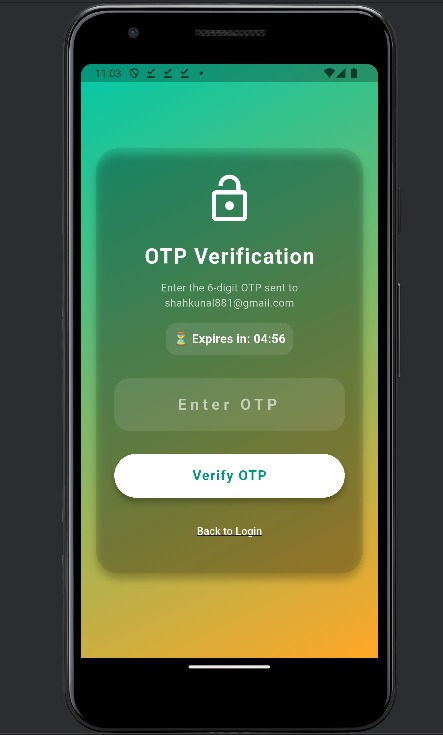 11:03
OTP Verification
Enter the 6-digit OTP sent to
shahkunal881@gmail.com
⏳ Expires in: 04:56
Enter OTP
Verify OTP
Back to Login